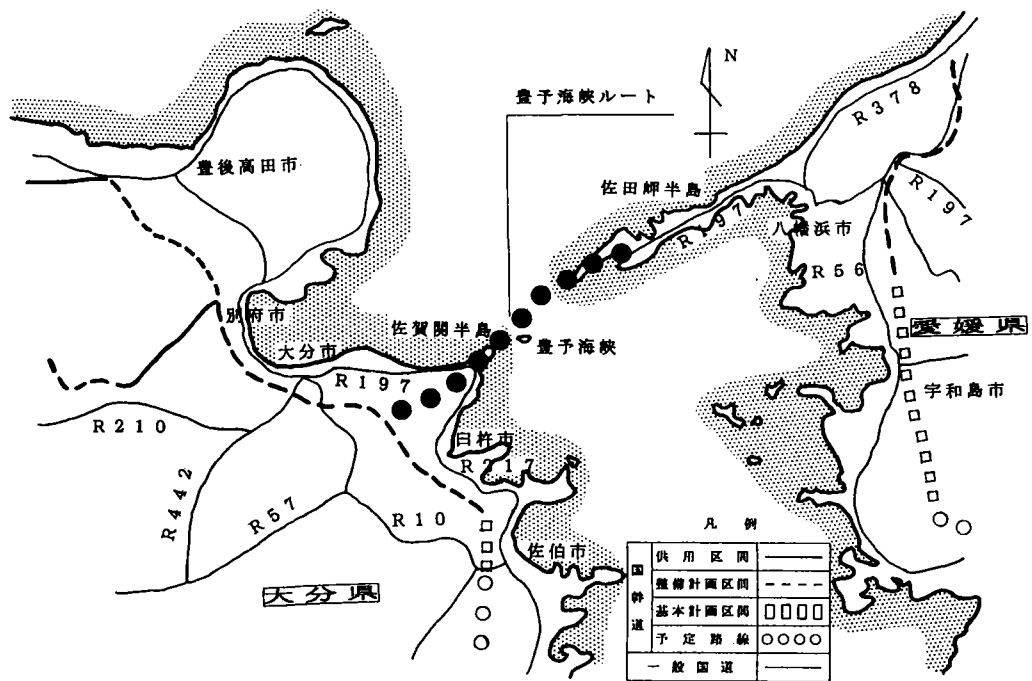 N
豊予海峡ルート
R378
豊後高田市
佐田岬半島
R197
R197
八幡浜市
R56
別府市
佐賀関半島
愛媛県
大分市
豊予海峡
R197
宇和島市
R210
臼杵市
R217
R442
R57
R10
佐伯市
大分県
凡例
国幹道
供用区間
整備計画区間
基本計画区間
予定路線
一般国道